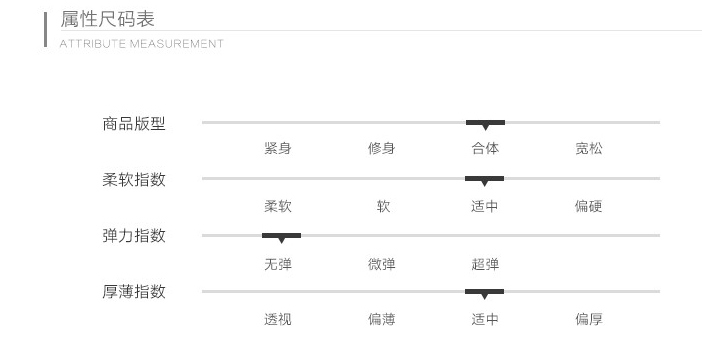 属性尺码表
ATTRIBUTE MEASUREMENT
商品版型
紧身 修身 合体 宽松
柔软指数
柔软 软 适中 偏硬
弹力指数
无弹 微弹 超弹
厚薄指数
透视 偏薄 适中 偏厚